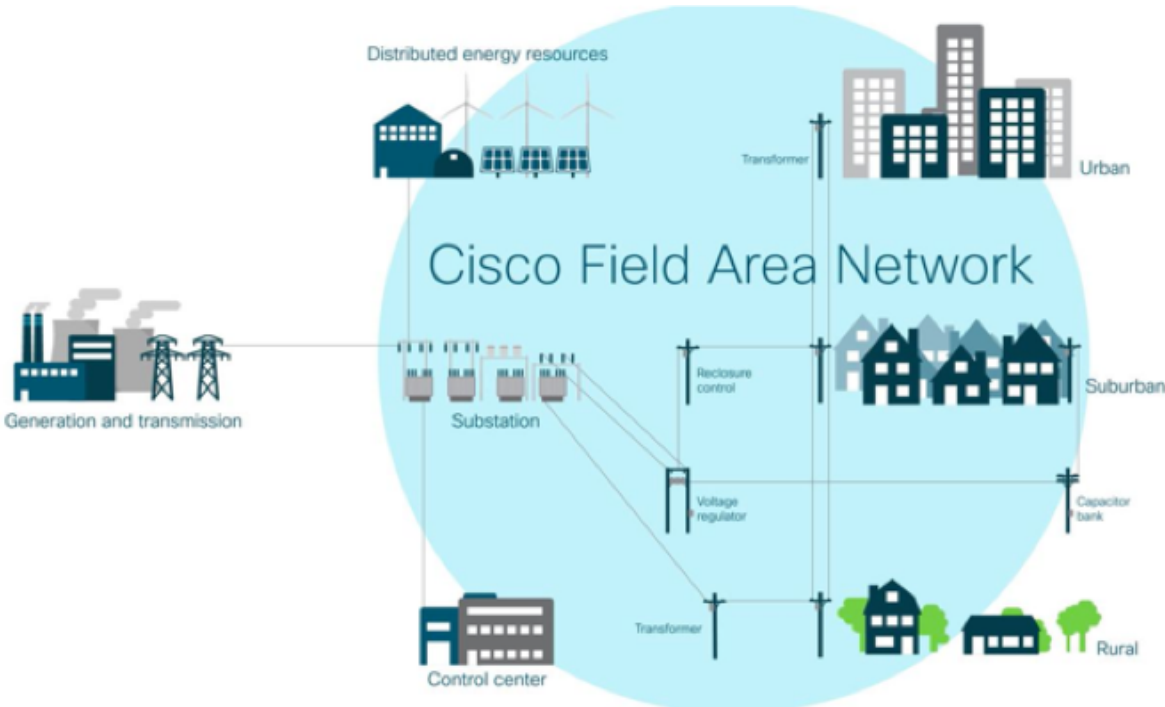 Distributed energy resources
Transformer
Urban
Cisco Field Area Network
Reclosure
control
Suburban
Generation and transmission
Substation
Voltage
regulator
Capacitor
bank
Transformer
Rural
Control center